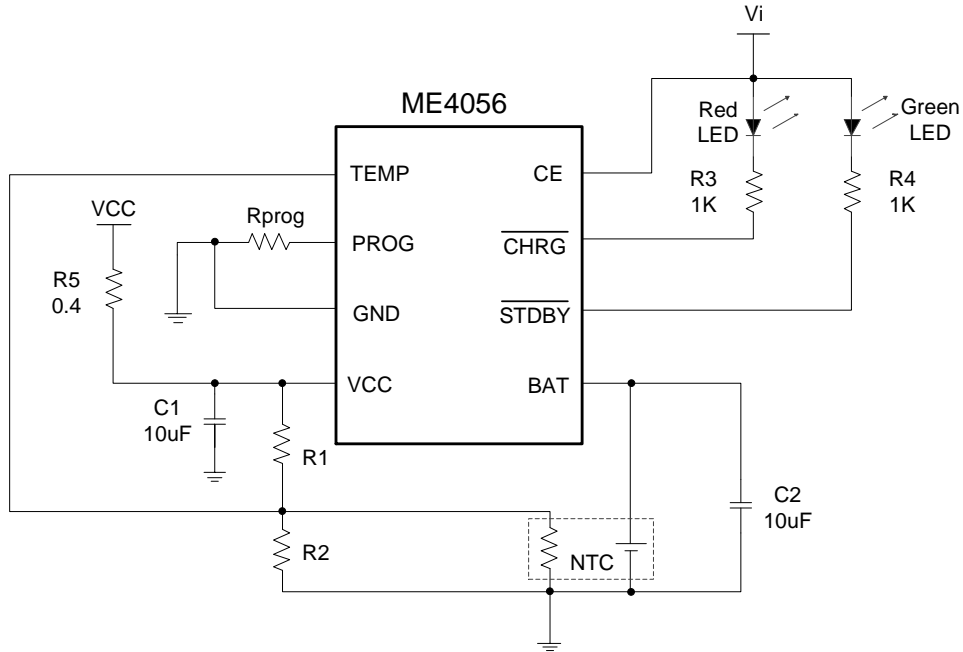 Vi
ME4056
Red
LED
Green
LED
TEMP
CE
R3
1K
R4
1K
VCC
Rprog
PROG
CHRG
R5
0.4
GND
STDBY
VCC
BAT
C1
10uF
R1
C2
10uF
R2
NTC